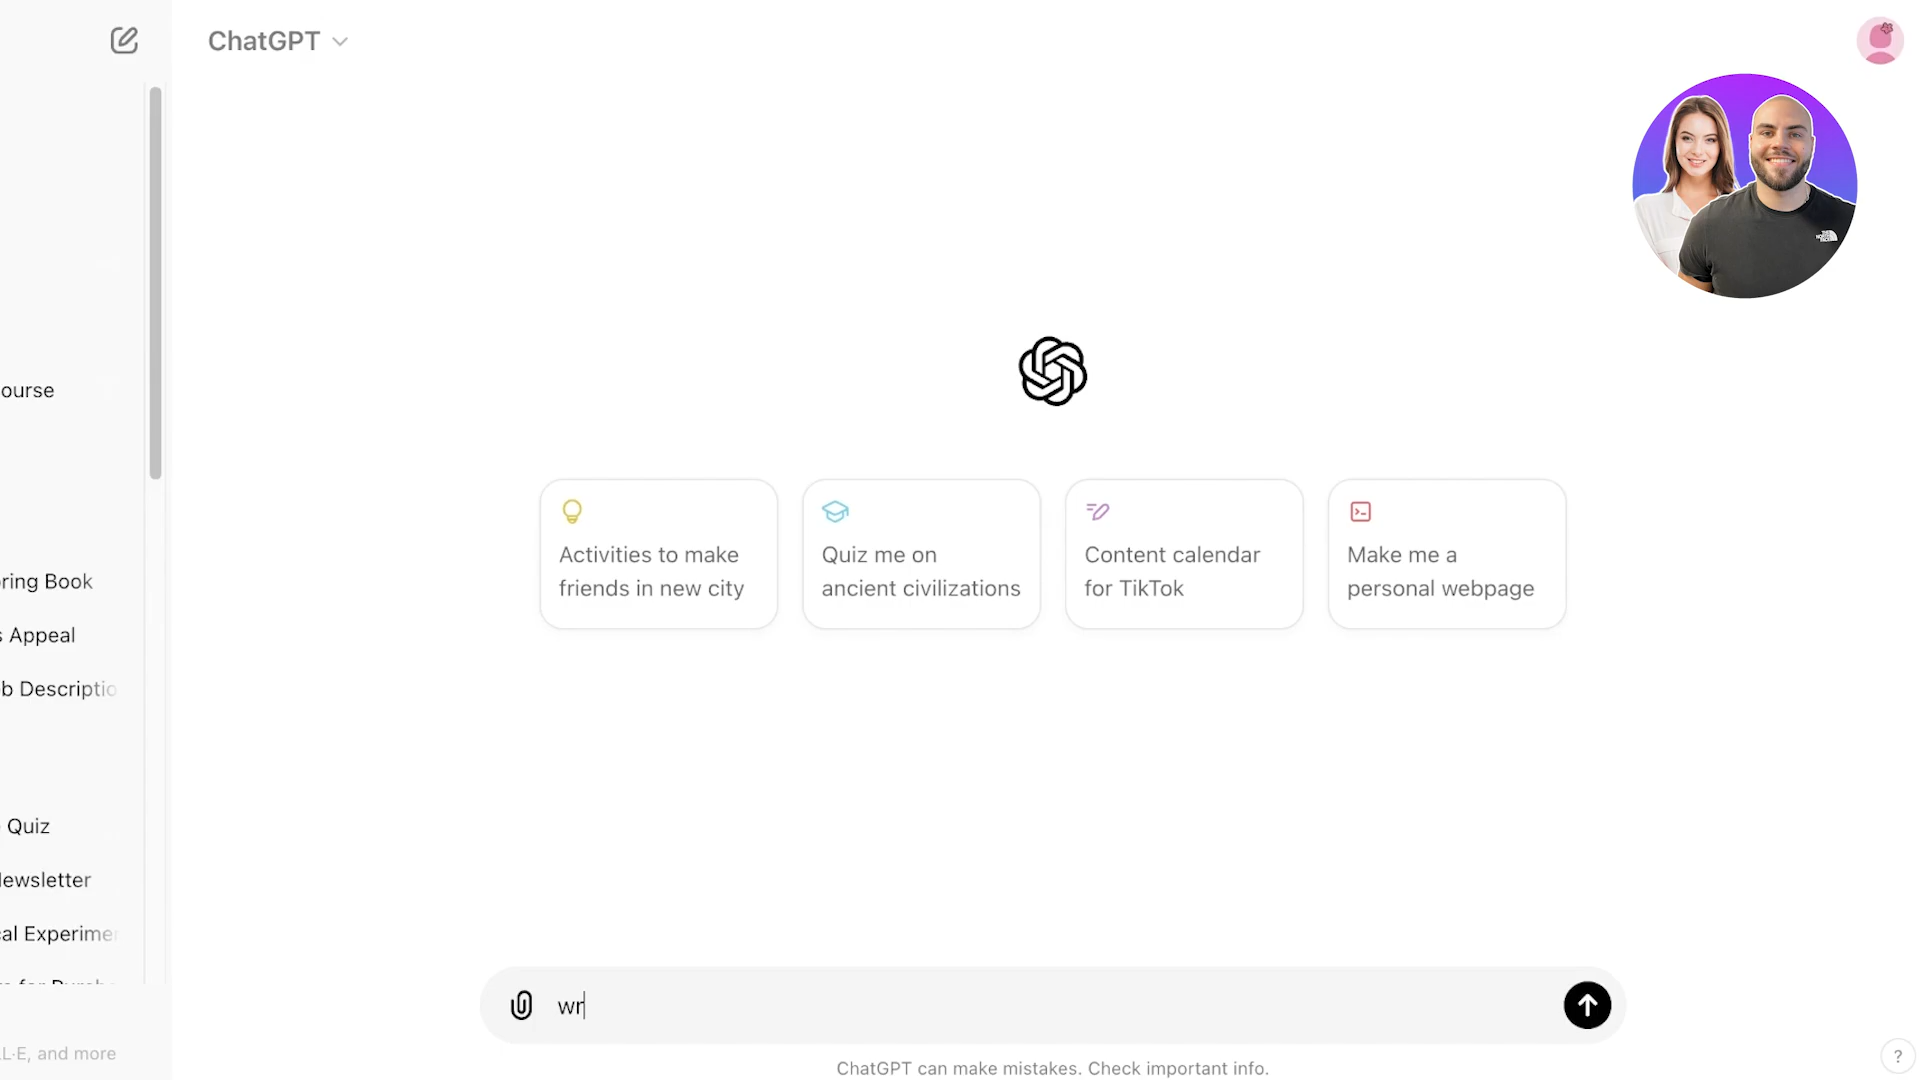 ChatGPT
ourse
Activities to make
friends in new city
Quiz me on
ancient civilizations
Content calendar
for TikTok
Make me a
personal webpage
ring Book
s Appeal
b Descriptio
Quiz
ewsletter
al Experimen
wr
L·E, and more
ChatGPT can make mistakes. Check important info.
?